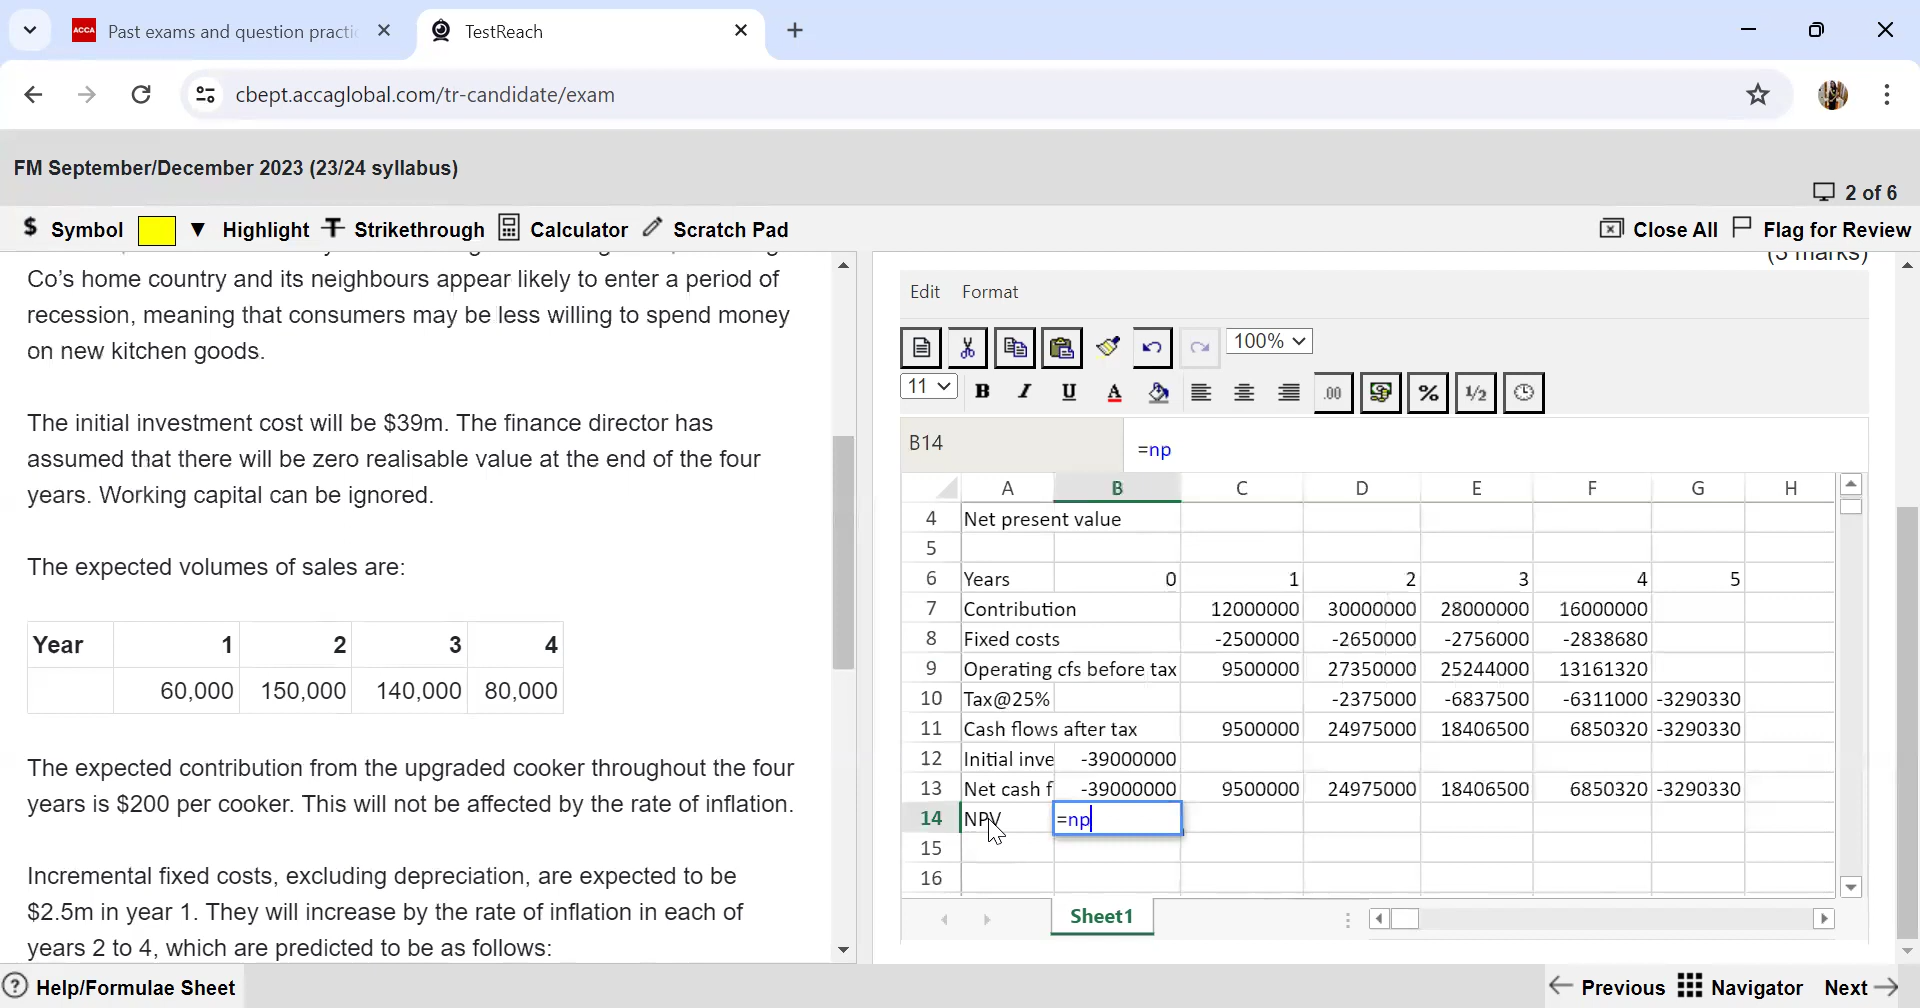 Past exams and question practi
TestReach
cbept.accaglobal.com/tr-candidate/exam
FM September/December 2023 (23/24 syllabus)
2 of 6
$ Symbol Highlight Strikethrough Calculator Scratch Pad Close All Flag for Review
Co’s home country and its neighbours appear likely to enter a period of
recession, meaning that consumers may be less willing to spend money
on new kitchen goods.
The initial investment cost will be $39m. The finance director has
assumed that there will be zero realisable value at the end of the four
years. Working capital can be ignored.
The expected volumes of sales are:
Year 1 2 3 4
60,000 150,000 140,000 80,000
The expected contribution from the upgraded cooker throughout the four
years is $200 per cooker. This will not be affected by the rate of inflation.
Incremental fixed costs, excluding depreciation, are expected to be
$2.5m in year 1. They will increase by the rate of inflation in each of
years 2 to 4, which are predicted to be as follows:
Edit Format
100%
11 B I U A .00 % 1/2
B14 =np
A B C D E F G H
4 Net present value
5
6 Years 0 1 2 3 4 5
7 Contribution 12000000 30000000 28000000 16000000
8 Fixed costs -2500000 -2650000 -2756000 -2838680
9 Operating cfs before tax 9500000 27350000 25244000 13161320
10 Tax@25% -2375000 -6837500 -6311000 -3290330
11 Cash flows after tax 9500000 24975000 18406500 6850320 -3290330
12 Initial inve -39000000
13 Net cash f -39000000 9500000 24975000 18406500 6850320 -3290330
14 NPV =np
15
16
Sheet1
Help/Formulae Sheet Previous Navigator Next